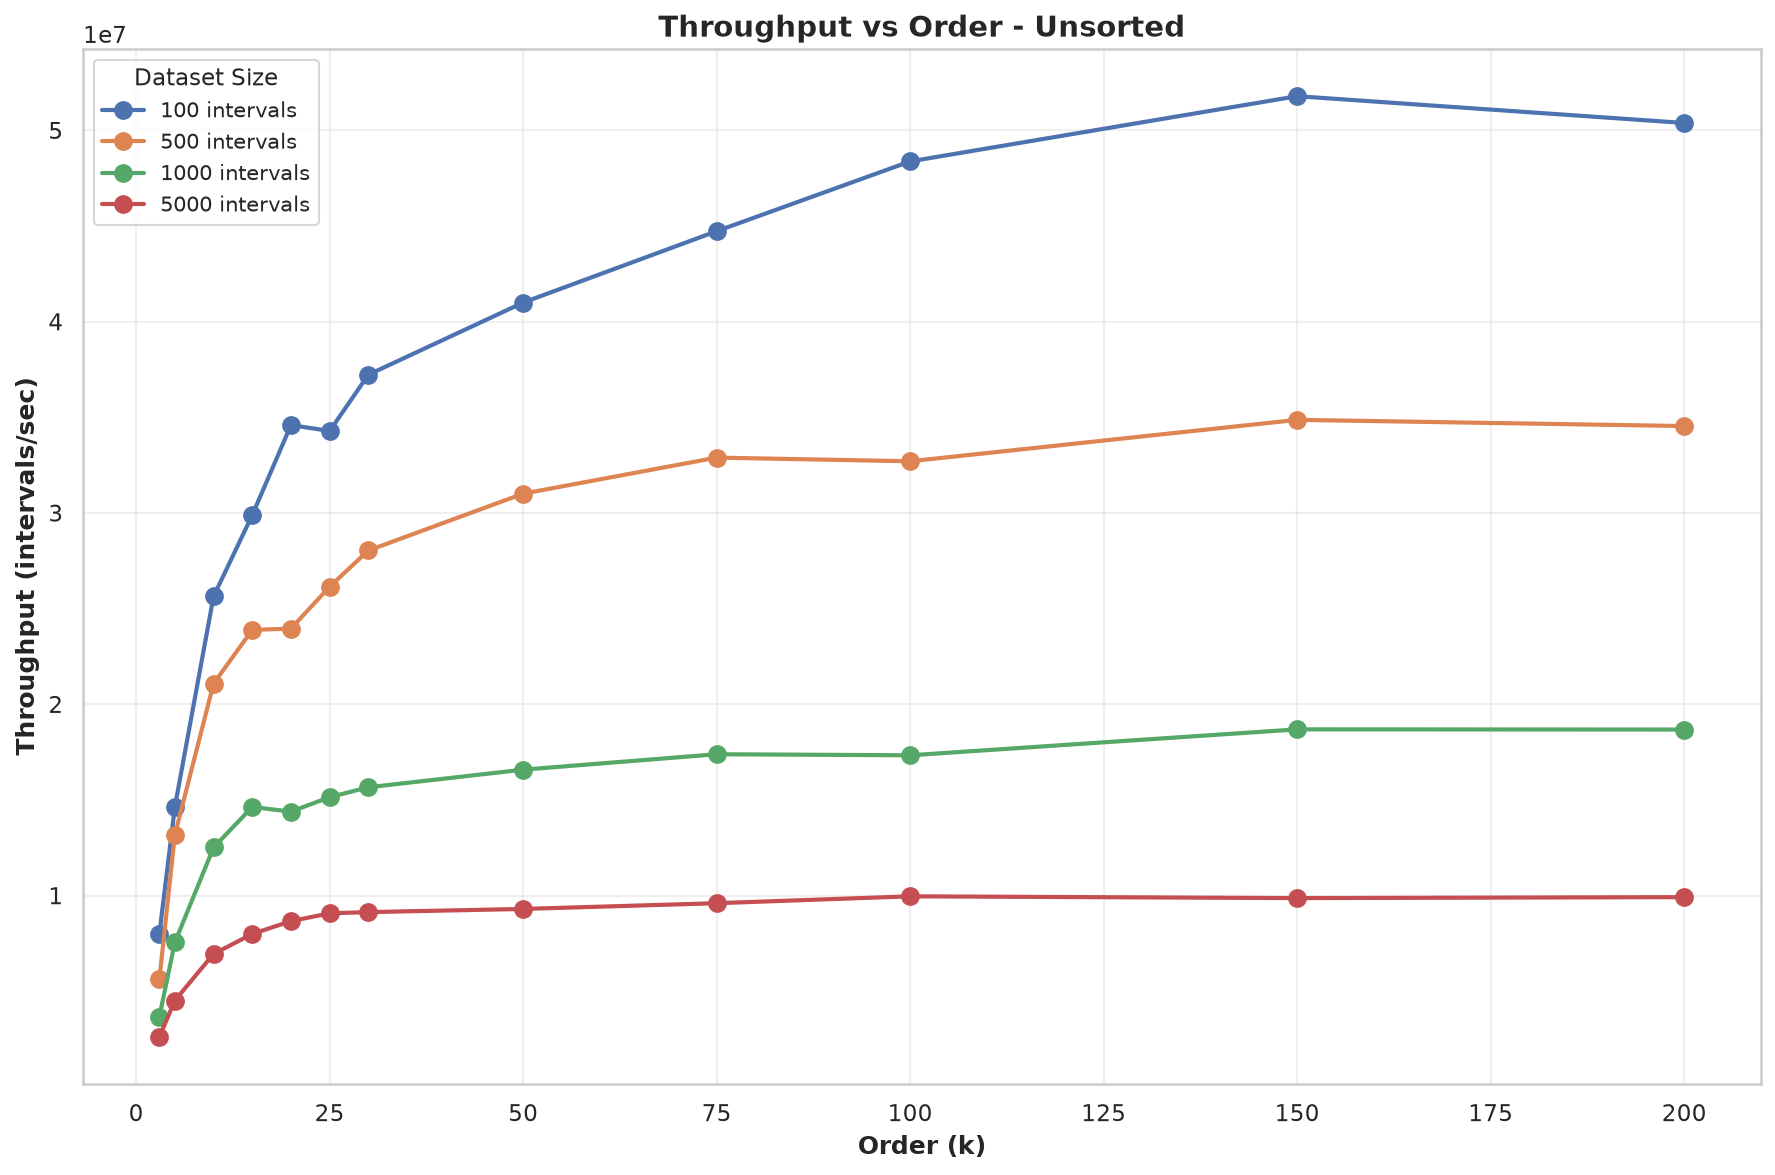 Throughput vs Order - Unsorted
1e7
Dataset Size
100 intervals
500 intervals
1000 intervals
5000 intervals
5
4
3
2
1
Throughput (intervals/sec)
0 25 50 75 100 125 150 175 200
Order (k)